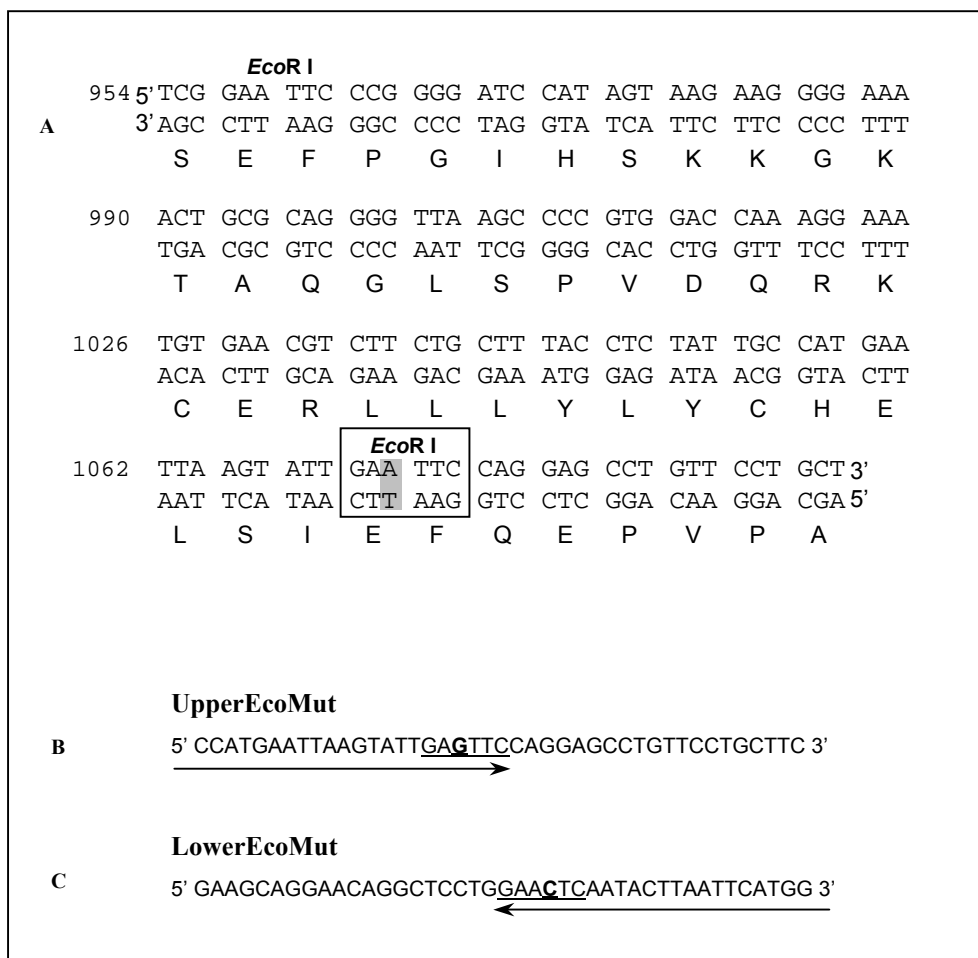 EcoR I
954 5’ TCG GAA TTC CCG GGG ATC CAT AGT AAG AAG GGG AAA
A 3’ AGC CTT AAG GGC CCC TAG GTA TCA TTC TTC CCC TTT
S E F P G I H S K K G K
990 ACT GCG CAG GGG TTA AGC CCC GTG GAC CAA AGG AAA
TGA CGC GTC CCC AAT TCG GGG CAC CTG GTT TCC TTT
T A Q G L S P V D Q R K
1026 TGT GAA CGT CTT CTG CTT TAC CTC TAT TGC CAT GAA
ACA CTT GCA GAA GAC GAA ATG GAG ATA ACG GTA CTT
C E R L L L Y L Y C H E
EcoR I
1062 TTA AGT ATT GAA TTC CAG GAG CCT GTT CCT GCT 3’
AAT TCA TAA CTT AAG GTC CTC GGA CAA GGA CGA 5’
L S I E F Q E P V P A
UpperEcoMut
B 5’ CCATGAATTAAGTATTGAGTTCCAGGAGCCTGTTCCTGCTTC 3’
LowerEcoMut
C 5’ GAAGCAGGAACAGGCTCCTGGAACTCAATACTTAATTCATGG 3’